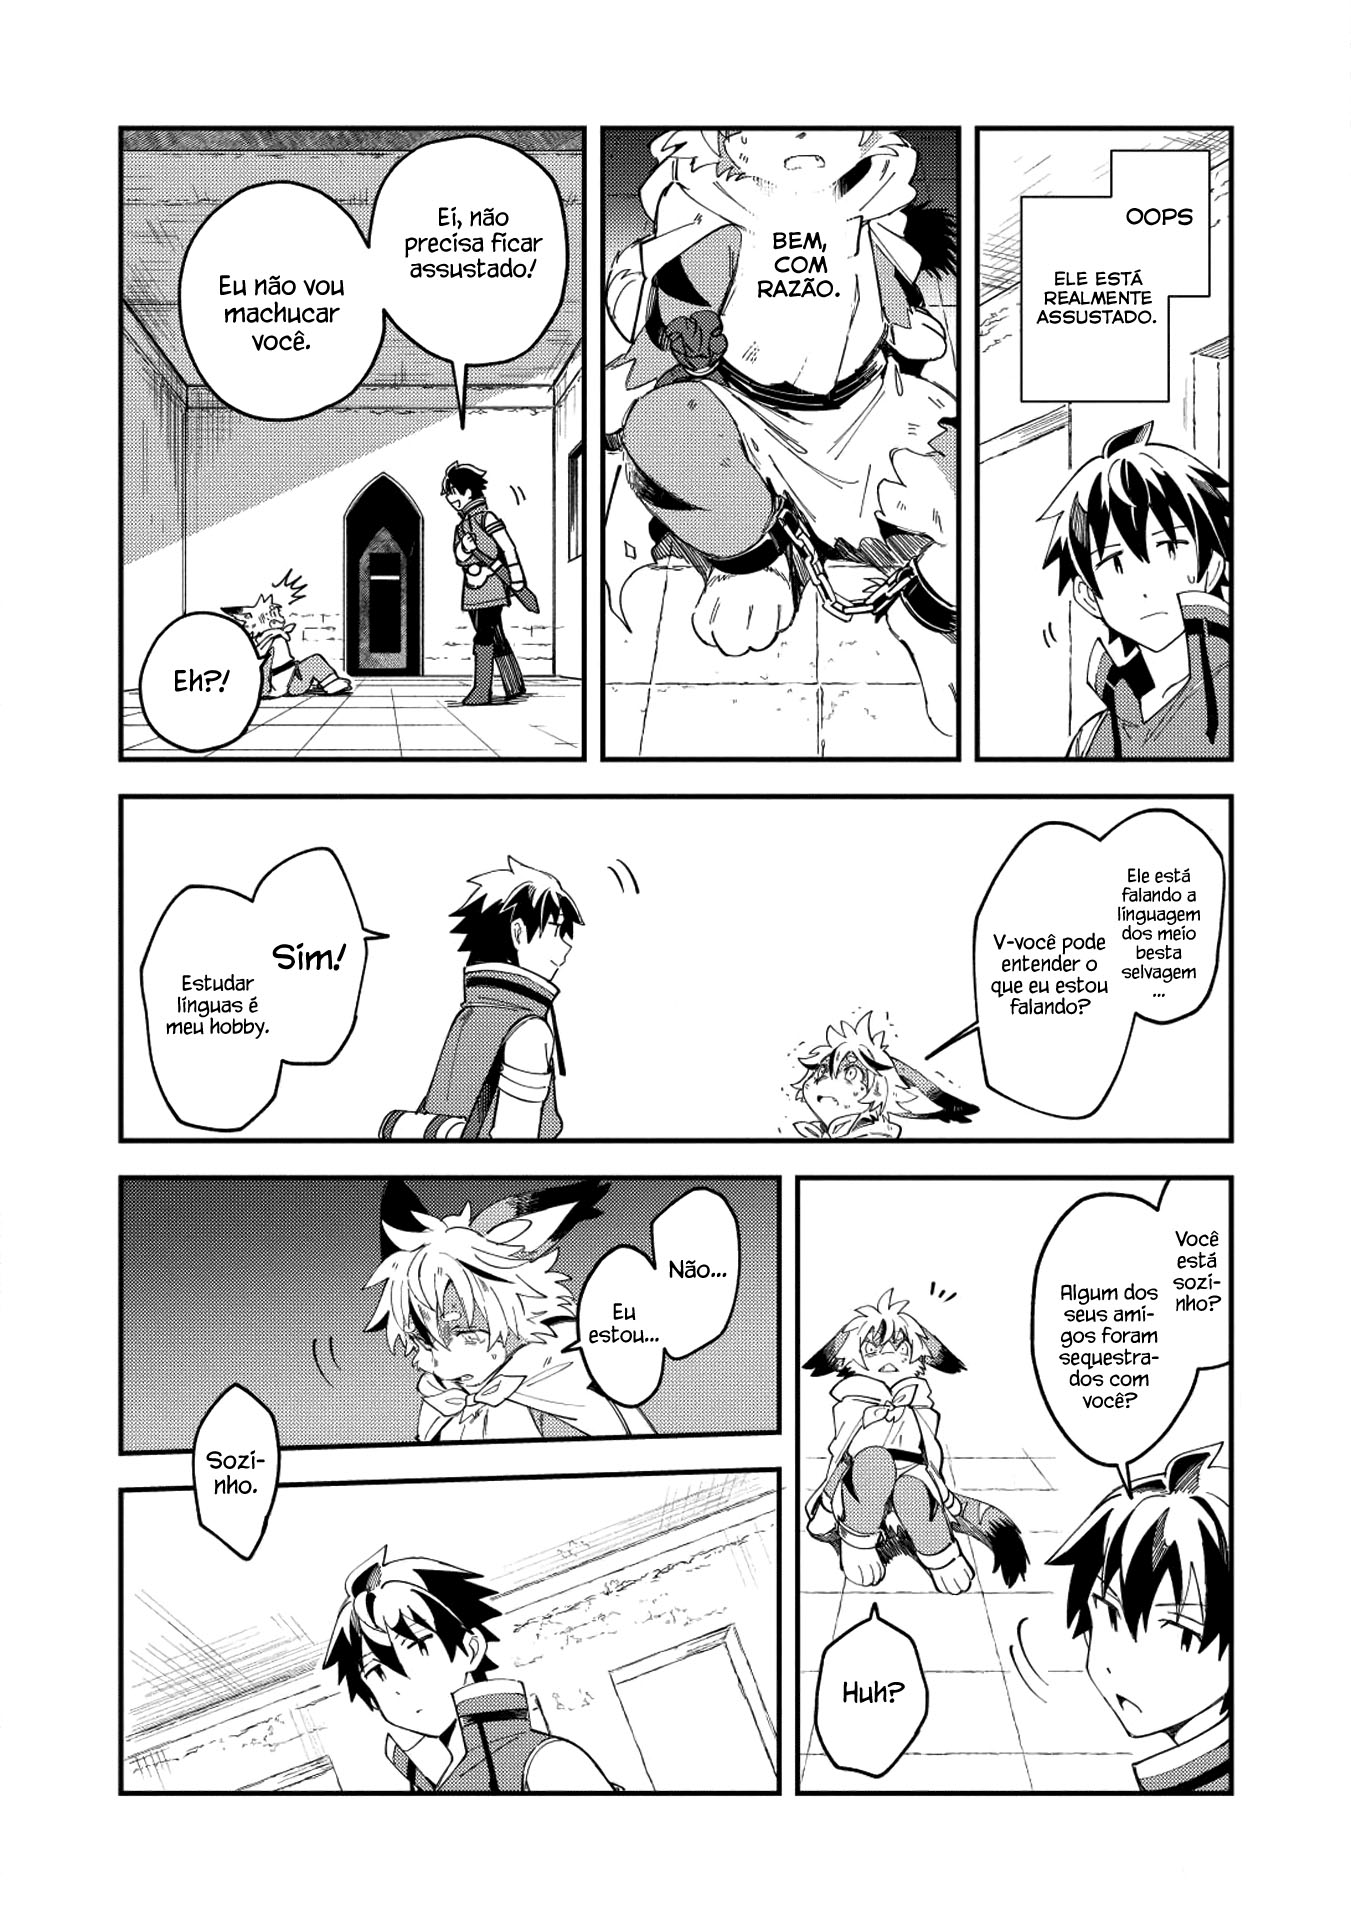 OOPS
ELE ESTÁ
REALMENTE
ASSUSTADO.
BEM,
COM
RAZÃO.
Ei, não
precisa ficar
assustado!
Eu não vou
machucar
você.
Eh?!
Ele está
falando a
línguagem
dos meio
besta
selvagem
...
V-você pode
entender o
que eu estou
falando?
Sim!
Estudar
línguas é
meu hobby.
Você
está
sozi-
nho?
Algum dos
seus ami-
gos foram
sequestra-
dos com
você?
Huh?
Não...
Eu
estou...
Sozi-
nho.